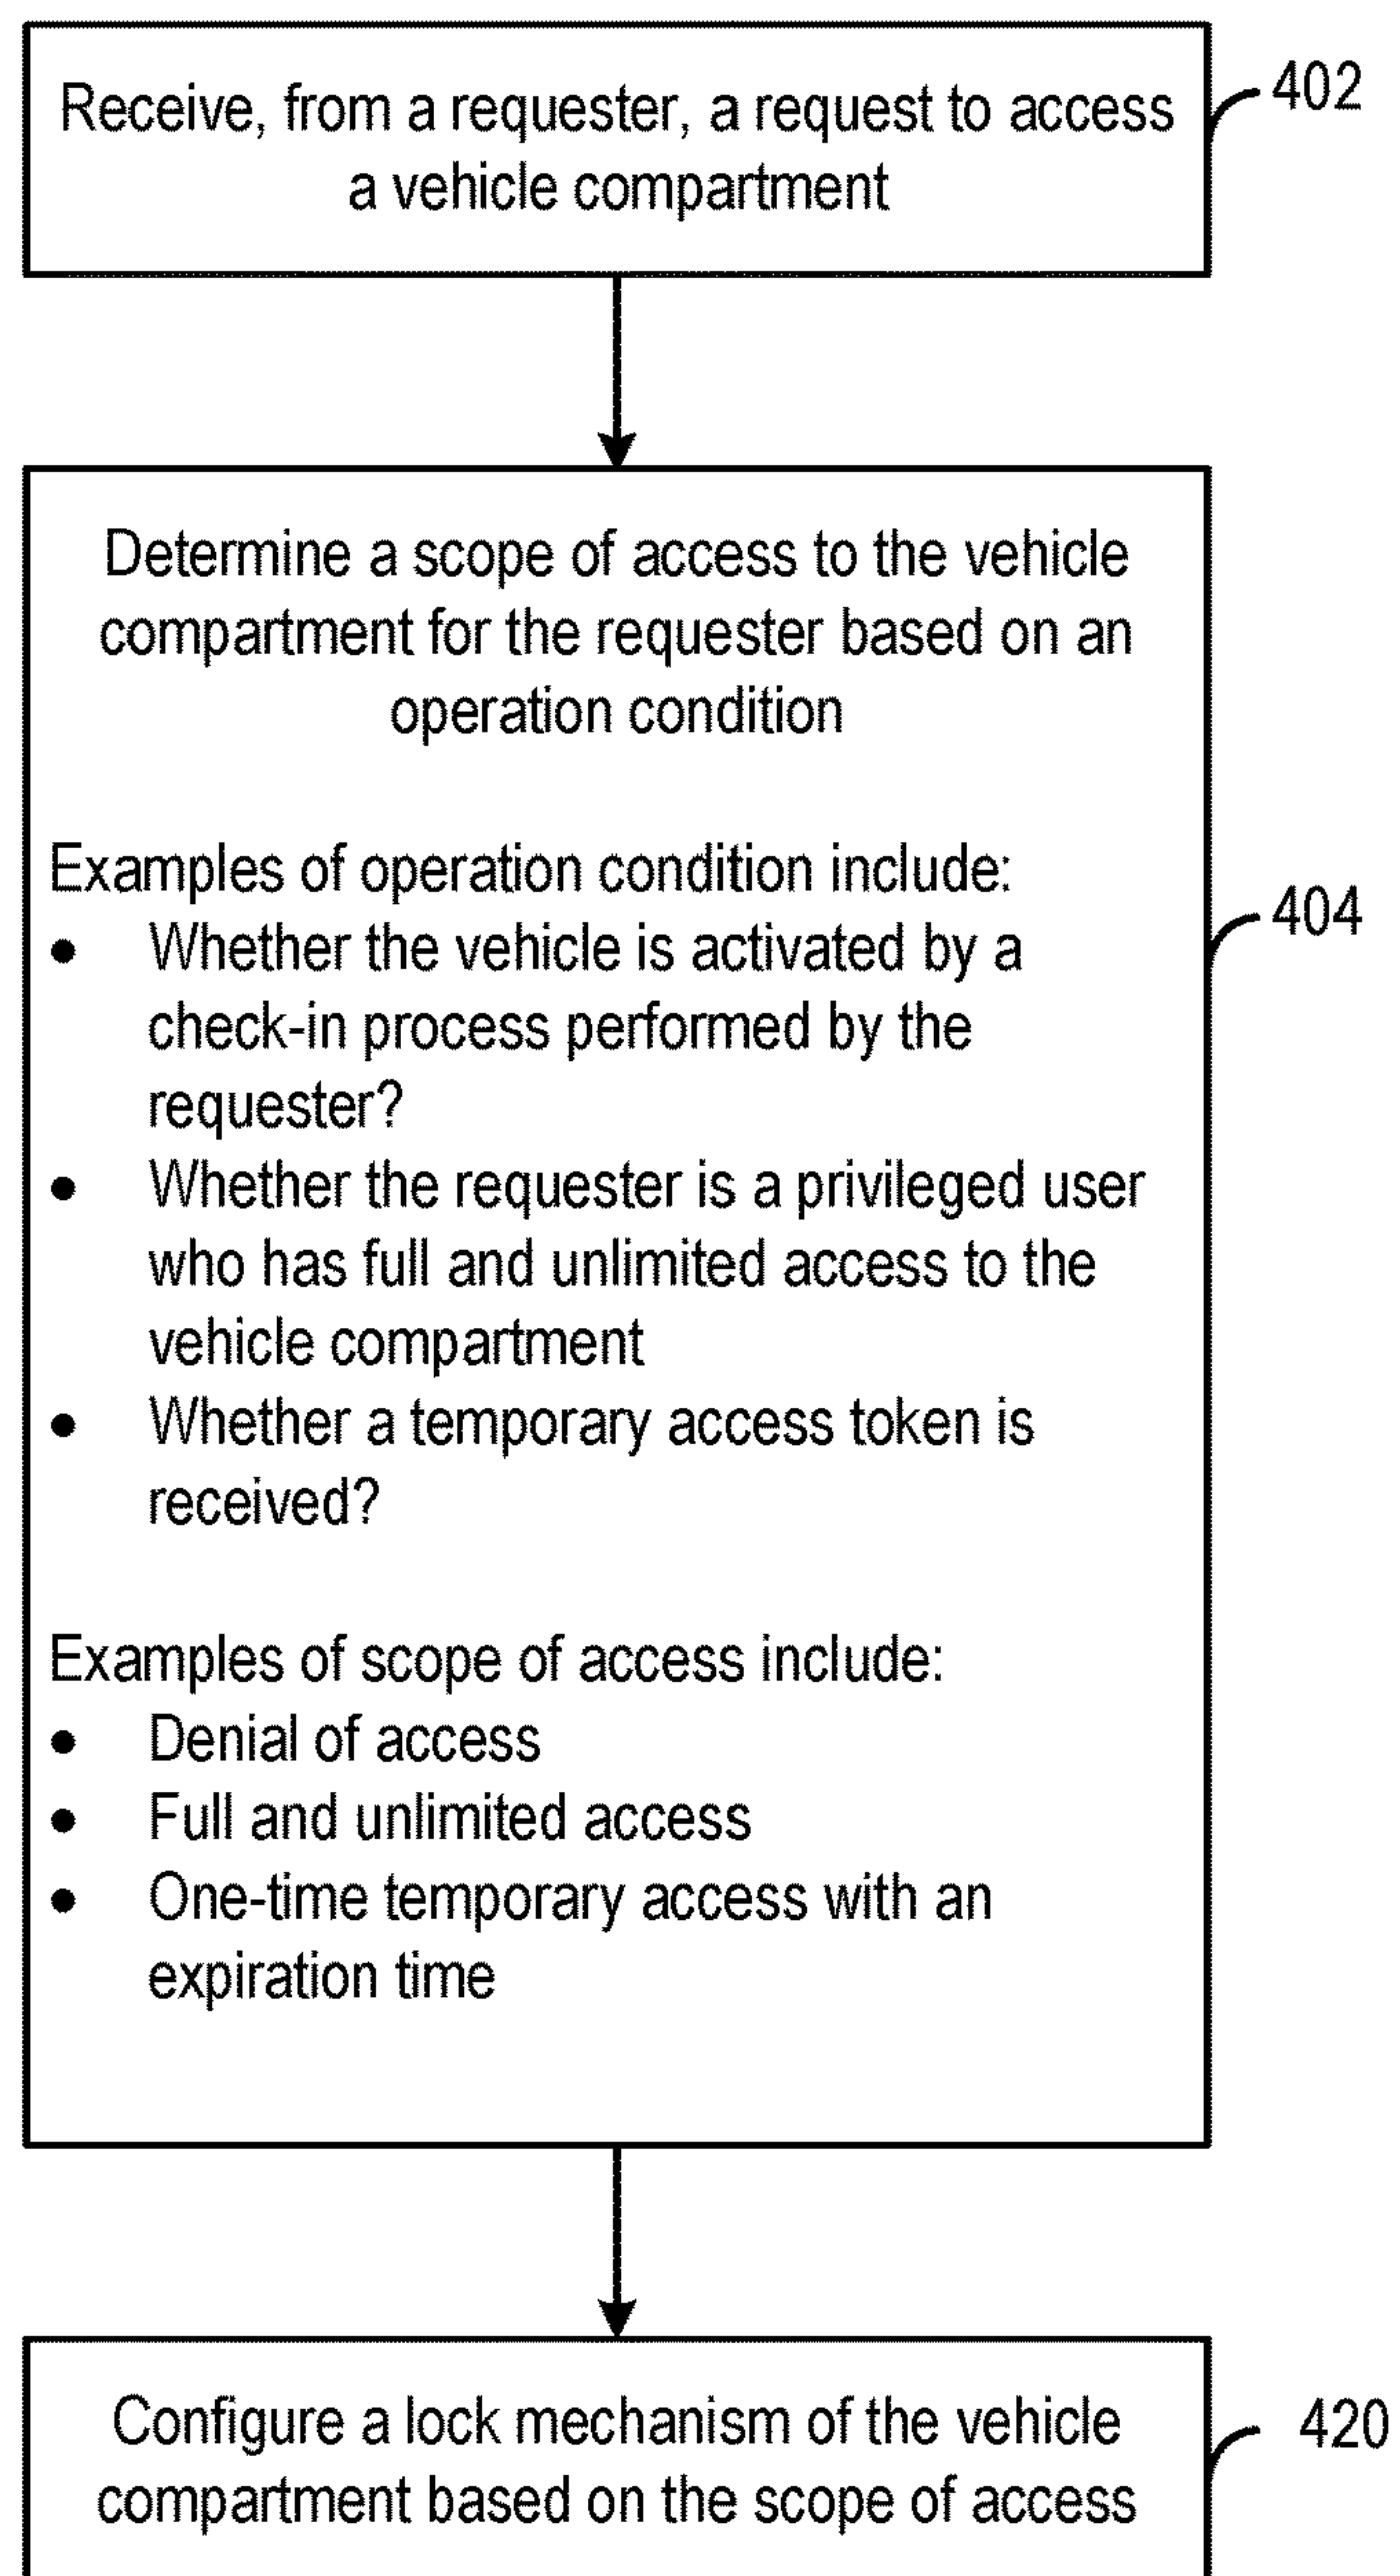 Receive, from a requester, a request to access
a vehicle compartment
402
Determine a scope of access to the vehicle
compartment for the requester based on an
operation condition
Examples of operation condition include:
● Whether the vehicle is activated by a
check-in process performed by the
requester?
● Whether the requester is a privileged user
who has full and unlimited access to the
vehicle compartment
● Whether a temporary access token is
received?
Examples of scope of access include:
● Denial of access
● Full and unlimited access
● One-time temporary access with an
expiration time
404
Configure a lock mechanism of the vehicle
compartment based on the scope of access
420